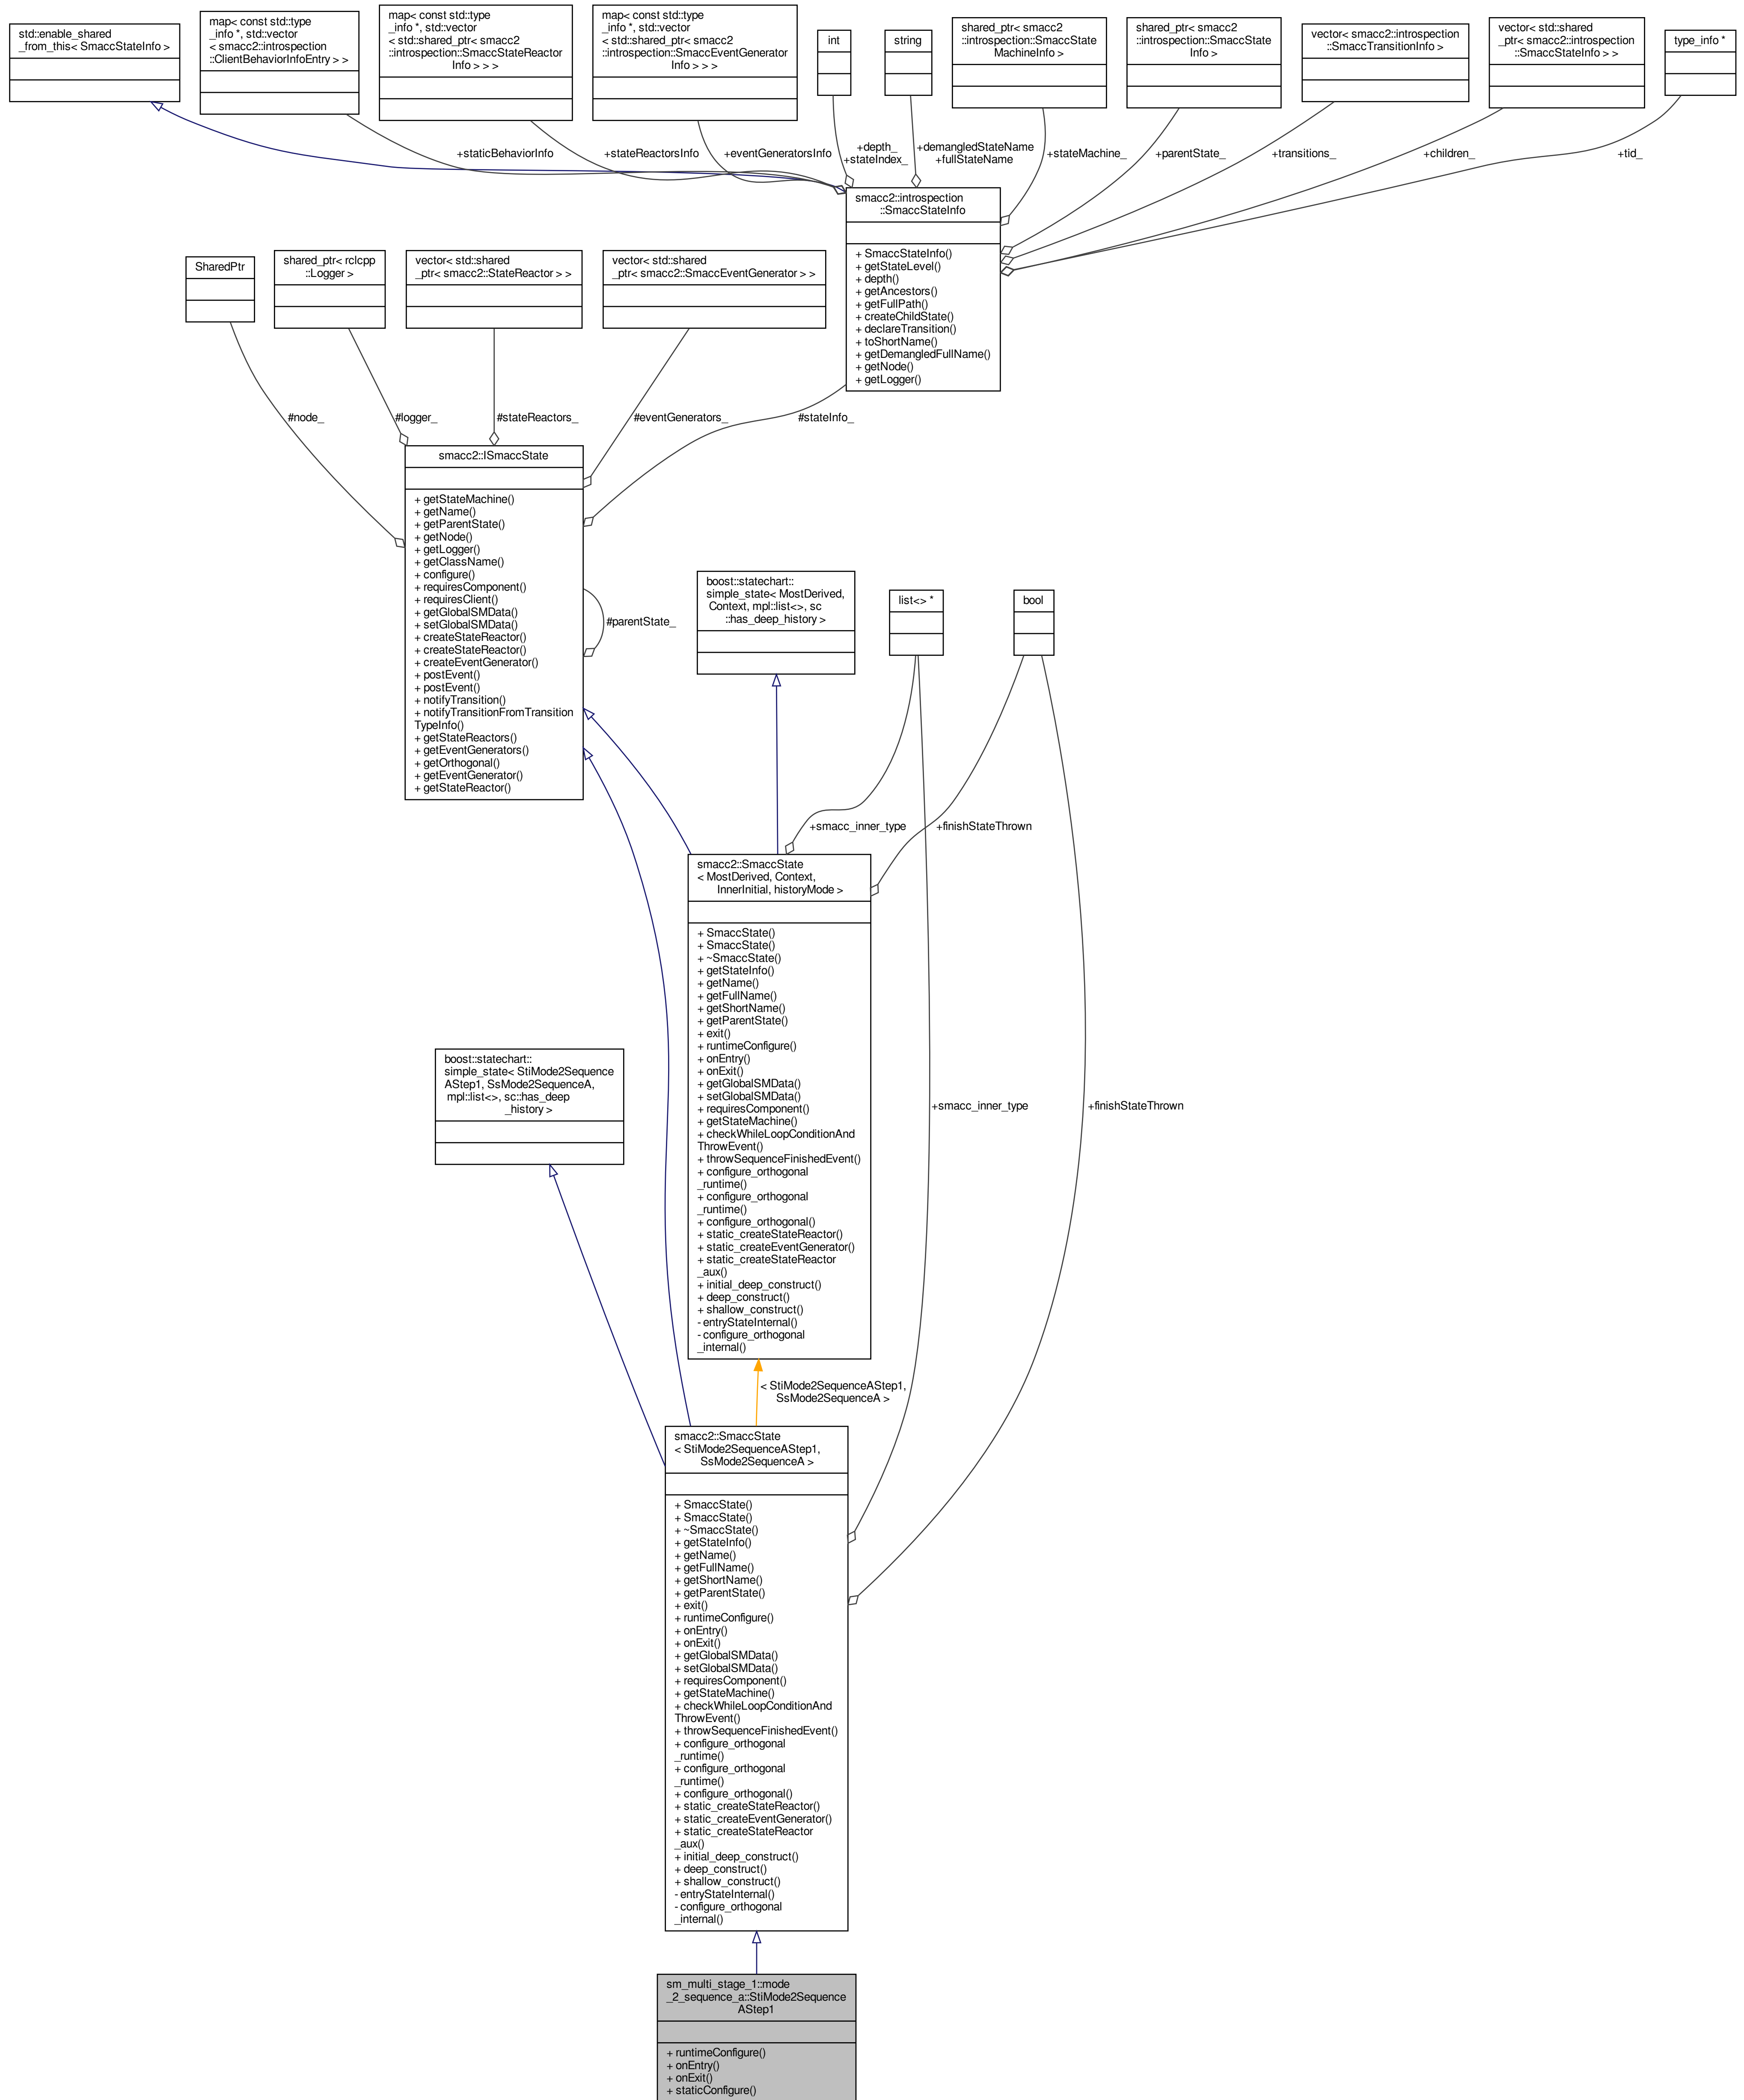 std::enable_shared
_from_this< SmaccStateInfo >
map< const std::type
_info *, std::vector
< smacc2::introspection
::ClientBehaviorInfoEntry > >
map< const std::type
_info *, std::vector
< std::shared_ptr< smacc2
::introspection::SmaccStateReactor
Info > > >
map< const std::type
_info *, std::vector
< std::shared_ptr< smacc2
::introspection::SmaccEventGenerator
Info > > >
int
string
shared_ptr< smacc2
::introspection::SmaccState
MachineInfo >
shared_ptr< smacc2
::introspection::SmaccState
Info >
vector< smacc2::introspection
::SmaccTransitionInfo >
vector< std::shared
_ptr< smacc2::introspection
::SmaccStateInfo > >
type_info *
+staticBehaviorInfo
+stateReactorsInfo
+eventGeneratorsInfo
+depth_
+stateIndex_
+demangledStateName
+fullStateName
+stateMachine_
+parentState_
+transitions_
+children_
+tid_
smacc2::introspection
::SmaccStateInfo
+ SmaccStateInfo()
+ getStateLevel()
+ depth()
+ getAncestors()
+ getFullPath()
+ createChildState()
+ declareTransition()
+ toShortName()
+ getDemangledFullName()
+ getNode()
+ getLogger()
SharedPtr
shared_ptr< rclcpp
::Logger >
vector< std::shared
_ptr< smacc2::StateReactor > >
vector< std::shared
_ptr< smacc2::SmaccEventGenerator > >
#node_
#logger_
#stateReactors_
#eventGenerators_
#stateInfo_
smacc2::ISmaccState
+ getStateMachine()
+ getName()
+ getParentState()
+ getNode()
+ getLogger()
+ getClassName()
+ configure()
+ requiresComponent()
+ requiresClient()
+ getGlobalSMData()
+ setGlobalSMData()
+ createStateReactor()
+ createStateReactor()
+ createEventGenerator()
+ postEvent()
+ postEvent()
+ notifyTransition()
+ notifyTransitionFromTransition
TypeInfo()
+ getStateReactors()
+ getEventGenerators()
+ getOrthogonal()
+ getEventGenerator()
+ getStateReactor()
#parentState_
boost::statechart::
simple_state< MostDerived,
Context, mpl::list<>, sc
::has_deep_history >
list<> *
bool
+smacc_inner_type
+finishStateThrown
smacc2::SmaccState
< MostDerived, Context,
InnerInitial, historyMode >
+ SmaccState()
+ SmaccState()
+ ~SmaccState()
+ getStateInfo()
+ getName()
+ getFullName()
+ getShortName()
+ getParentState()
+ exit()
+ runtimeConfigure()
+ onEntry()
+ onExit()
+ getGlobalSMData()
+ setGlobalSMData()
+ requiresComponent()
+ getStateMachine()
+ checkWhileLoopConditionAnd
ThrowEvent()
+ throwSequenceFinishedEvent()
+ configure_orthogonal
_runtime()
+ configure_orthogonal
_runtime()
+ configure_orthogonal()
+ static_createStateReactor()
+ static_createEventGenerator()
+ static_createStateReactor
_aux()
+ initial_deep_construct()
+ deep_construct()
+ shallow_construct()
- entryStateInternal()
- configure_orthogonal
_internal()
boost::statechart::
simple_state< StiMode2Sequence
AStep1, SsMode2SequenceA,
mpl::list<>, sc::has_deep
_history >
+smacc_inner_type
+finishStateThrown
< StiMode2SequenceAStep1,
SsMode2SequenceA >
smacc2::SmaccState
< StiMode2SequenceAStep1,
SsMode2SequenceA >
+ SmaccState()
+ SmaccState()
+ ~SmaccState()
+ getStateInfo()
+ getName()
+ getFullName()
+ getShortName()
+ getParentState()
+ exit()
+ runtimeConfigure()
+ onEntry()
+ onExit()
+ getGlobalSMData()
+ setGlobalSMData()
+ requiresComponent()
+ getStateMachine()
+ checkWhileLoopConditionAnd
ThrowEvent()
+ throwSequenceFinishedEvent()
+ configure_orthogonal
_runtime()
+ configure_orthogonal
_runtime()
+ configure_orthogonal()
+ static_createStateReactor()
+ static_createEventGenerator()
+ static_createStateReactor
_aux()
+ initial_deep_construct()
+ deep_construct()
+ shallow_construct()
- entryStateInternal()
- configure_orthogonal
_internal()
sm_multi_stage_1::mode
_2_sequence_a::StiMode2Sequence
AStep1
+ runtimeConfigure()
+ onEntry()
+ onExit()
+ staticConfigure()